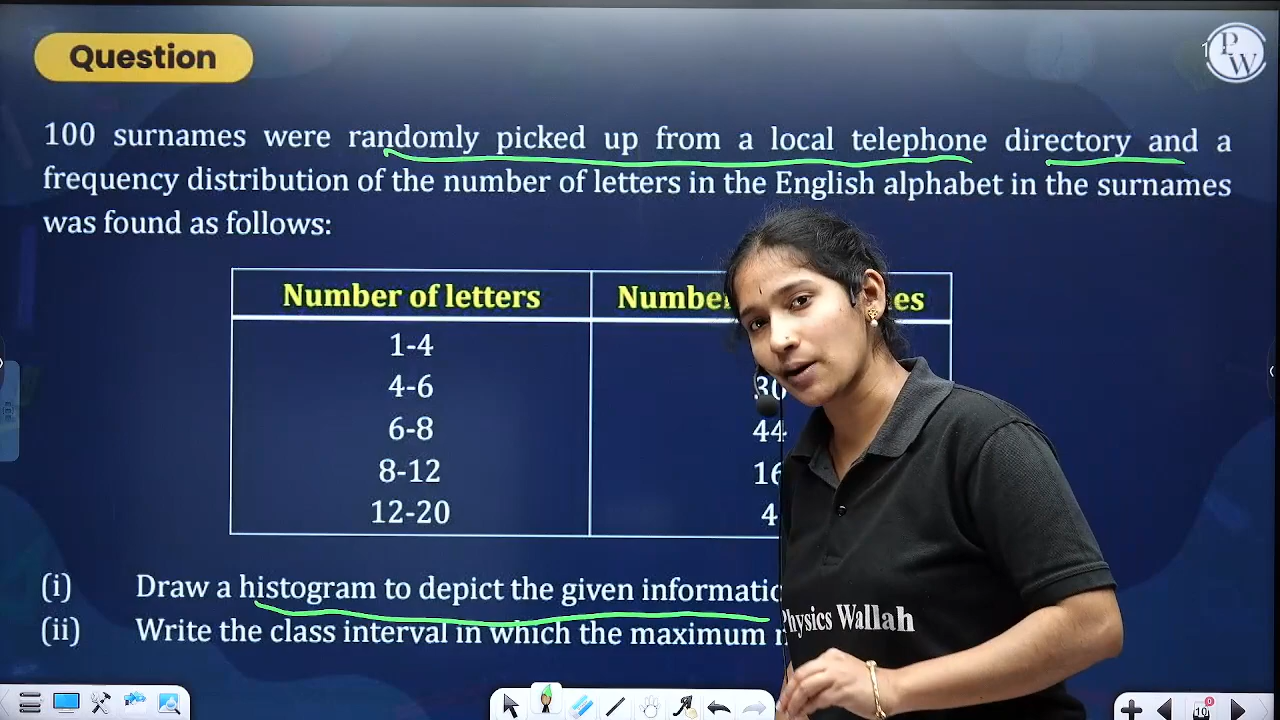 Question
PW
100 surnames were randomly picked up from a local telephone directory and a
frequency distribution of the number of letters in the English alphabet in the surnames
was found as follows:
Number of letters
1-4
4-6 30
6-8 44
8-12 16
12-20 4
(i) Draw a histogram to depict the given
(ii) Write the class interval in which the maximum
Physics Wallah